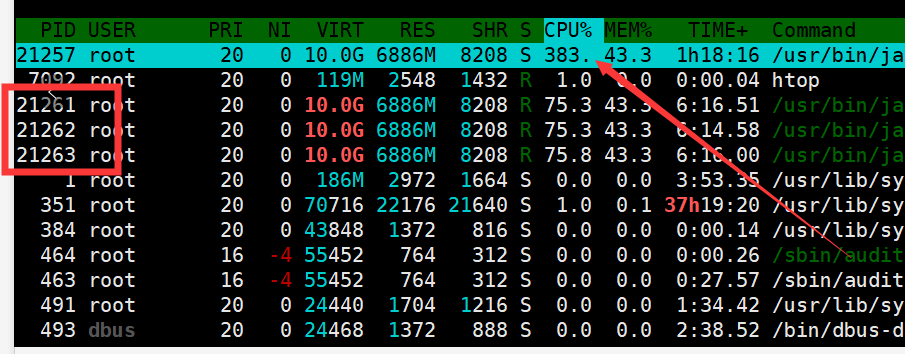 PID USER PRI NI VIRT RES SHR S CPU% MEM% TIME+ Command
21257 root 20 0 10.0G 6886M 8208 S 383. 43.3 1h18:16 /usr/bin/ja
7092 root 20 0 119M 2548 1432 R 1.0 0.0 0:00.04 htop
21261 root 20 0 10.0G 6886M 8208 R 75.3 43.3 6:16.51 /usr/bin/ja
21262 root 20 0 10.0G 6886M 8208 R 75.3 43.3 6:14.58 /usr/bin/ja
21263 root 20 0 10.0G 6886M 8208 R 75.8 43.3 6:16.00 /usr/bin/ja
1 root 20 0 186M 2972 1664 S 0.0 0.0 3:53.35 /usr/lib/sy
351 root 20 0 70716 22176 21640 S 1.0 0.1 37h19:20 /usr/lib/sy
384 root 20 0 43848 1372 816 S 0.0 0.0 0:00.14 /usr/lib/sy
464 root 16 -4 55452 764 312 S 0.0 0.0 0:00.26 /sbin/audit
463 root 16 -4 55452 764 312 S 0.0 0.0 0:27.57 /sbin/audit
491 root 20 0 24440 1704 1216 S 0.0 0.0 1:34.42 /usr/lib/sy
493 dbus 20 0 24468 1372 888 S 0.0 0.0 2:38.52 /bin/dbus-d